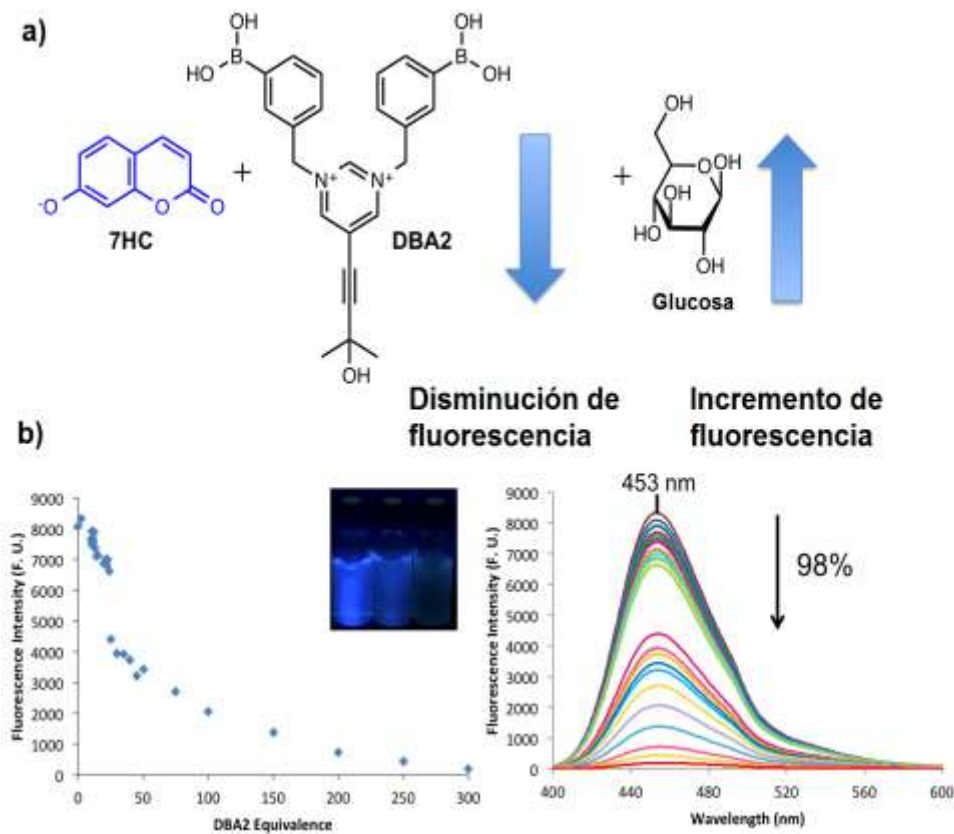 a)
OH
B
HO
OH
B
OH
HO
OH
O
OH
HO
HO
OH
+
+
N+
N+
-O
O
O
7HC
DBA2
Glucosa
OH
Disminución de
fluorescencia
Incremento de
fluorescencia
b)
Fluorescence Intensity (F. U.)
9000
8000
7000
6000
5000
4000
3000
2000
1000
0
0
50
100
150
200
250
300
DBA2 Equivalence
453 nm
98%
Fluorescence Intensity (F. U.)
9000
8000
7000
6000
5000
4000
3000
2000
1000
0
400
440
480
520
560
600
Wavelength (nm)